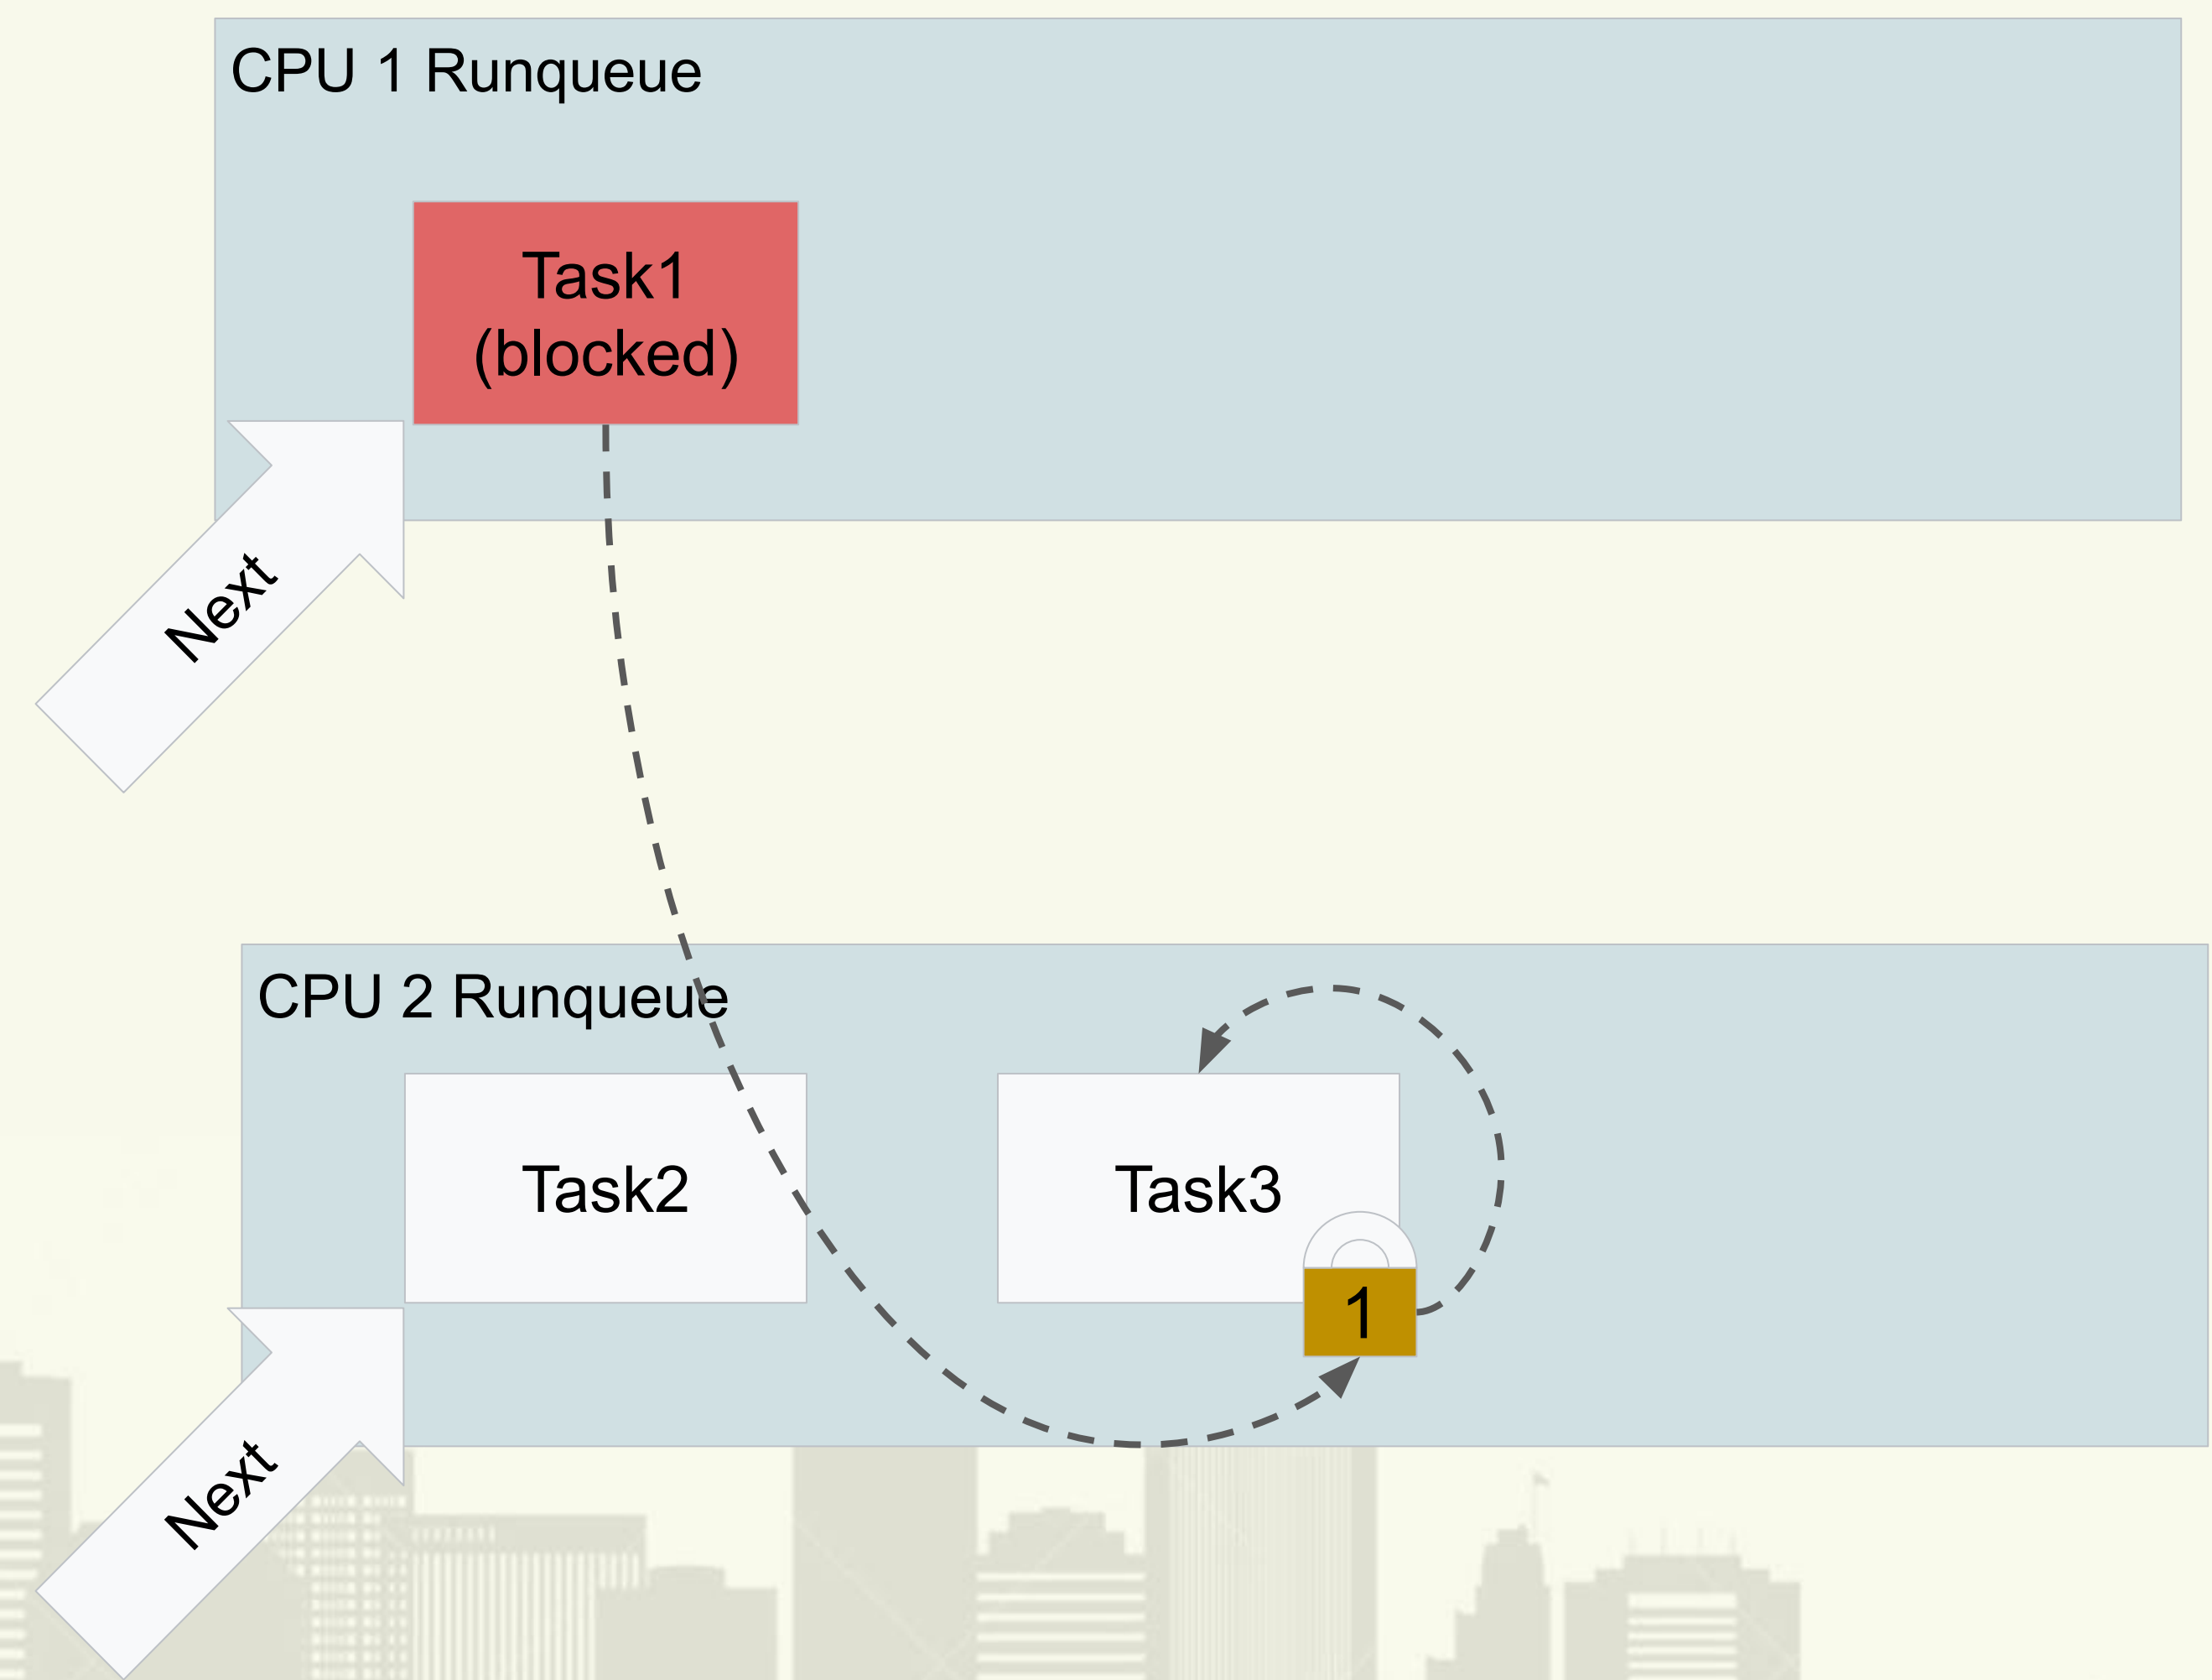 CPU 1 Runqueue
Task1
(blocked)
Next
CPU 2 Runqueue
Task2
Task3
1
Next